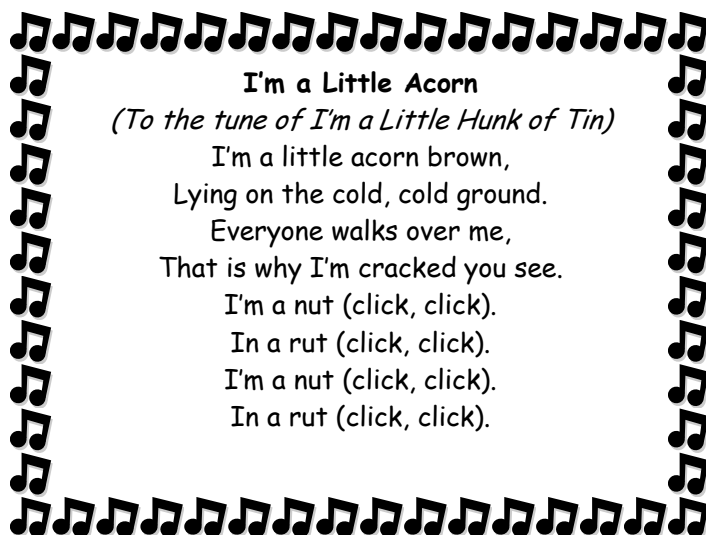 I'm a Little Acorn
(To the tune of I'm a Little Hunk of Tin)
I'm a little acorn brown,
Lying on the cold, cold ground.
Everyone walks over me,
That is why I'm cracked you see.
I'm a nut (click, click).
In a rut (click, click).
I'm a nut (click, click).
In a rut (click, click).